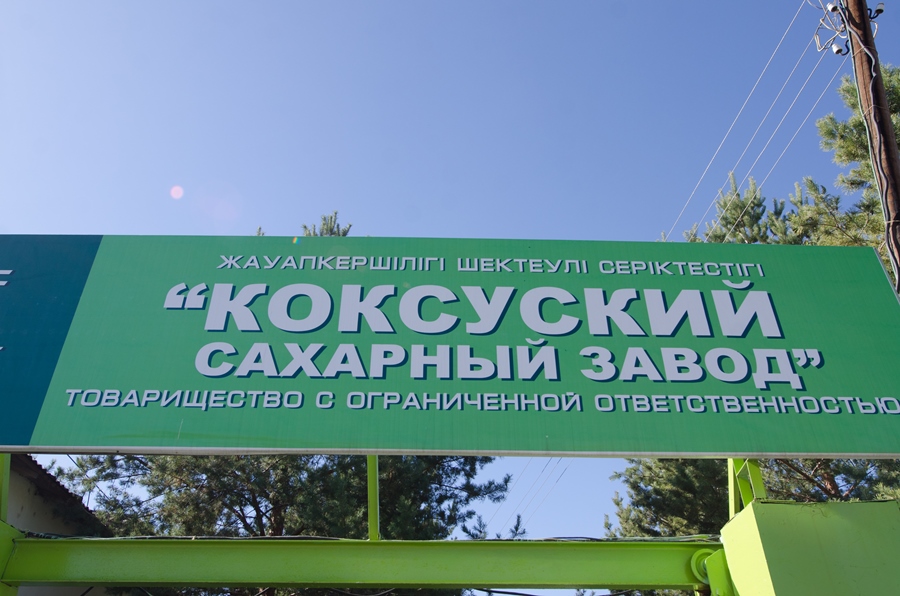 ЖАУАПКЕРШІЛІГІ ШЕКТЕУЛІ СЕРІКТЕСТІГІ
“КОКСУСКИЙ
САХАРНЫЙ ЗАВОД”
ТОВАРИЩЕСТВО С ОГРАНИЧЕННОЙ ОТВЕТСТВЕННОСТЬЮ